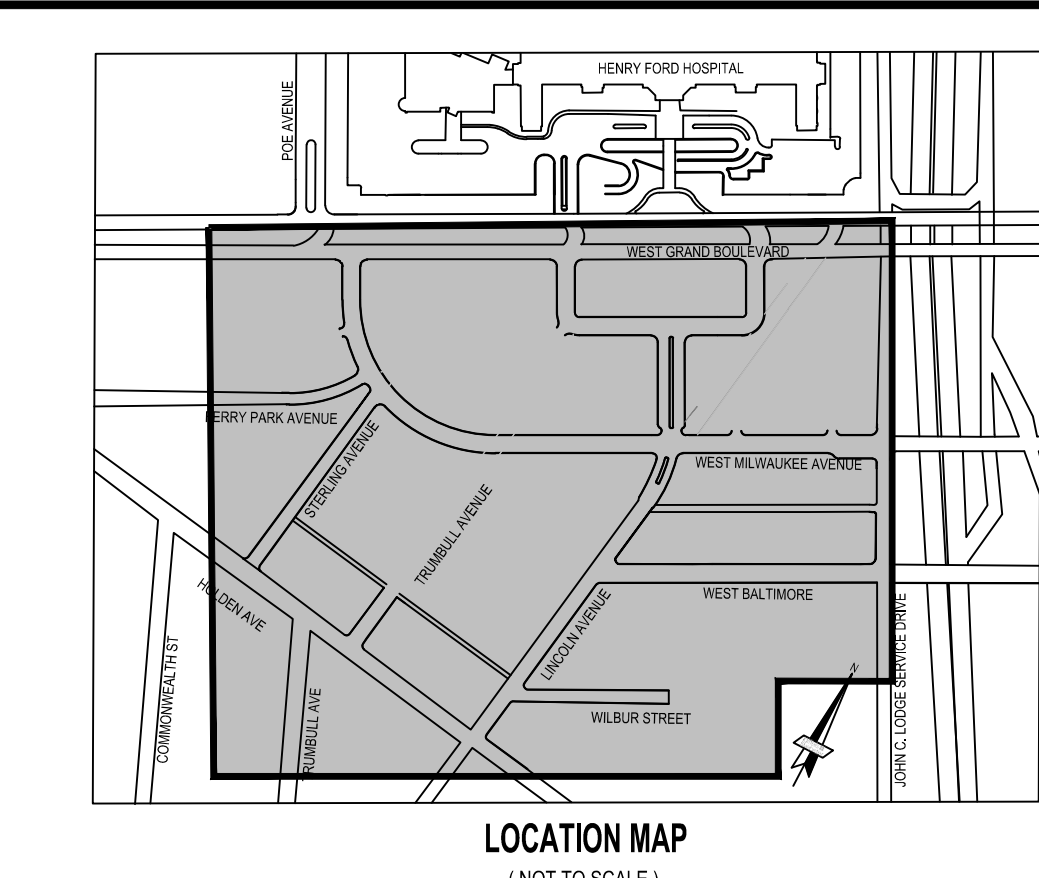 HENRY FORD HOSPITAL
POE AVENUE
WEST GRAND BOULEVARD
FERRY PARK AVENUE
STERLING AVENUE
TRUMBULL AVENUE
WEST MILWAUKEE AVENUE
HOLDEN AVE
LINCOLN AVENUE
WEST BALTIMORE
COMMONWEALTH ST
TRUMBULL AVE
WILBUR STREET
JOHN C. LODGE SERVICE DRIVE
N
LOCATION MAP
( NOT TO SCALE )